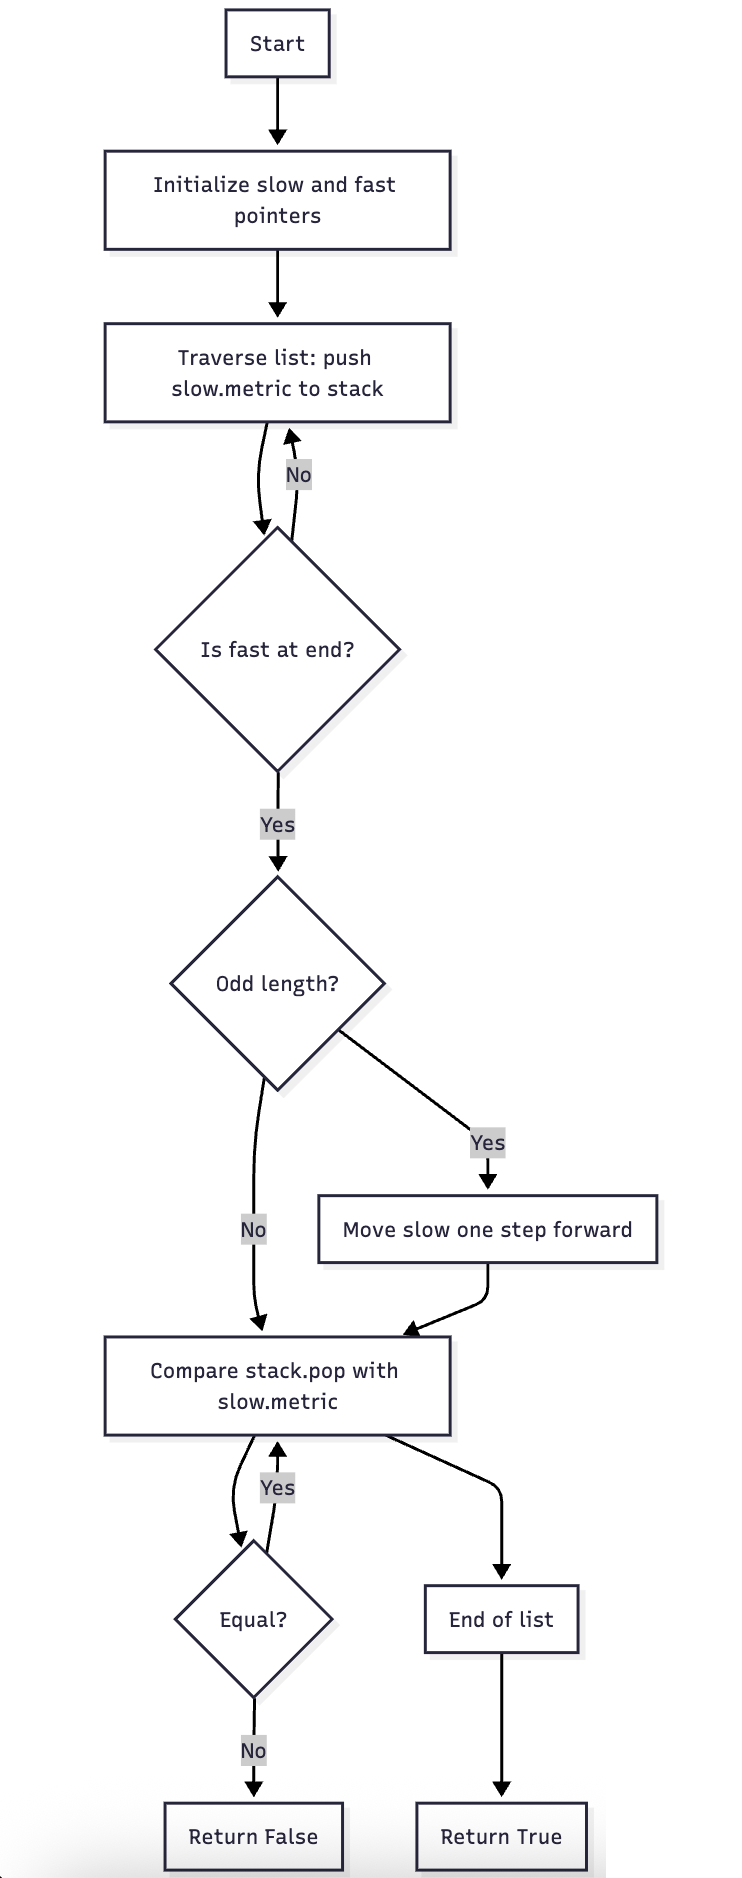 Start
Initialize slow and fast
pointers
Traverse list: push
slow.metric to stack
No
Is fast at end?
Yes
Odd length?
Yes
No
Move slow one step forward
Compare stack.pop with
slow.metric
Yes
Equal?
End of list
No
Return False
Return True